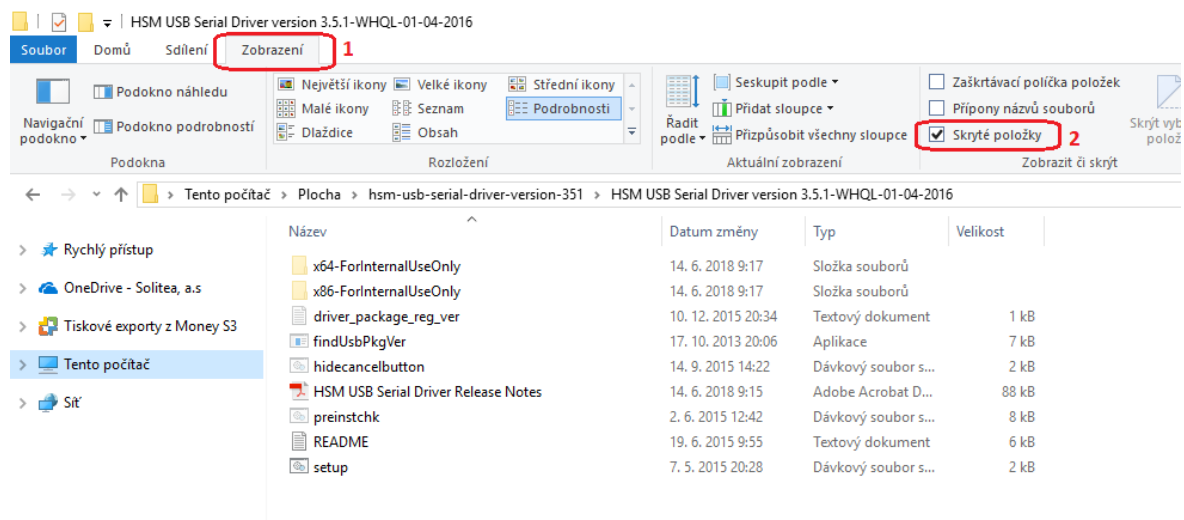 HSM USB Serial Driver version 3.5.1-WHQL-01-04-2016
Soubor Domů Sdílení Zobrazení 1
Navigační podokno
Podokno náhledu
Podokno podrobností
Podokna
Největší ikony Velké ikony Střední ikony
Malé ikony Seznam Podrobnosti
Dlaždice Obsah
Rozložení
Řadit podle
Seskupit podle
Přidat sloupce
Přizpůsobit všechny sloupce
Aktuální zobrazení
Zaškrtávací políčka položek
Přípony názvů souborů
Skryté položky 2
Skrýt
Zobrazit či skrýt
Tento počítač > Plocha > hsm-usb-serial-driver-version-351 > HSM USB Serial Driver version 3.5.1-WHQL-01-04-2016
Rychlý přístup
OneDrive - Solitea, a.s
Tiskové exporty z Money S3
Tento počítač
Síť
Název Datum změny Typ Velikost
x64-ForInternalUseOnly 14. 6. 2018 9:17 Složka souborů
x86-ForInternalUseOnly 14. 6. 2018 9:17 Složka souborů
driver_package_reg_ver 10. 12. 2015 20:34 Textový dokument 1 kB
findUsbPkgVer 17. 10. 2013 20:06 Aplikace 7 kB
hidecancelbutton 14. 9. 2015 14:22 Dávkový soubor s... 2 kB
HSM USB Serial Driver Release Notes 14. 6. 2018 9:15 Adobe Acrobat D... 88 kB
preinstchk 2. 6. 2015 12:42 Dávkový soubor s... 8 kB
README 19. 6. 2015 9:55 Textový dokument 6 kB
setup 7. 5. 2015 20:28 Dávkový soubor s... 2 kB